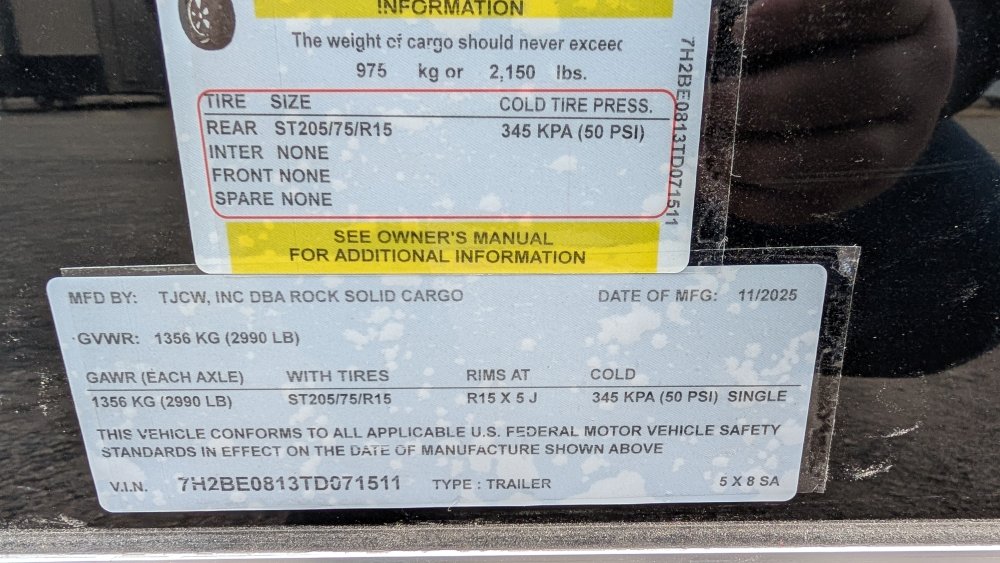 INFORMATION
The weight of cargo should never exceed
975 kg or 2,150 lbs.
TIRE SIZE COLD TIRE PRESS.
REAR ST205/75/R15 345 KPA (50 PSI)
INTER NONE
FRONT NONE
SPARE NONE
7H2BE0813TD071511
SEE OWNER'S MANUAL
FOR ADDITIONAL INFORMATION
MFD BY: TJCW, INC DBA ROCK SOLID CARGO DATE OF MFG: 11/2025
GVWR: 1356 KG (2990 LB)
GAWR (EACH AXLE) WITH TIRES RIMS AT COLD
1356 KG (2990 LB) ST205/75/R15 R15 X 5 J 345 KPA (50 PSI) SINGLE
THIS VEHICLE CONFORMS TO ALL APPLICABLE U.S. FEDERAL MOTOR VEHICLE SAFETY
STANDARDS IN EFFECT ON THE DATE OF MANUFACTURE SHOWN ABOVE
V.I.N. 7H2BE0813TD071511 TYPE : TRAILER 5 X 8 SA